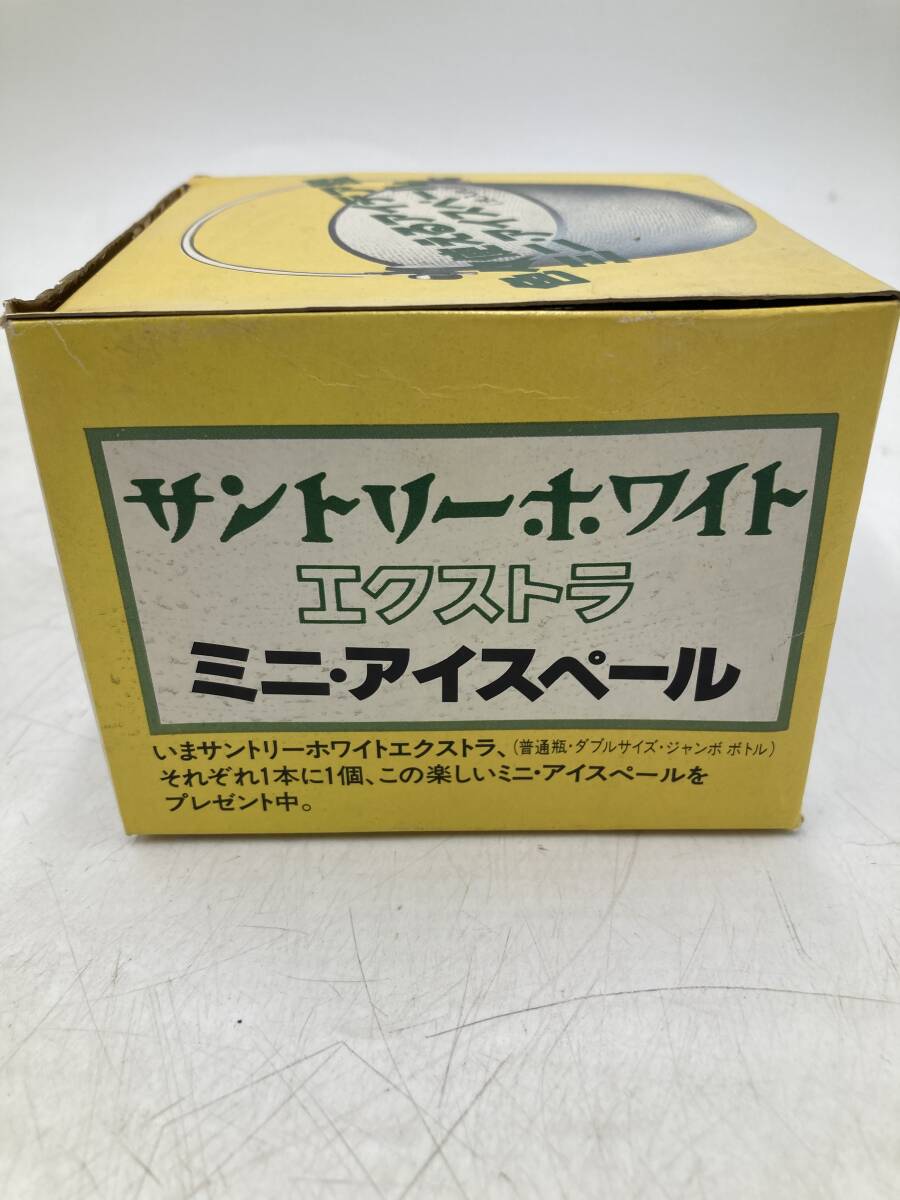 サントリーホワイト
エクストラ
ミニ・アイスペール
いまサントリーホワイトエクストラ、(普通瓶・ダブルサイズ・ジャンボ ボトル)
それぞれ1本に1個、この楽しいミニ・アイスペールを
プレゼント中。